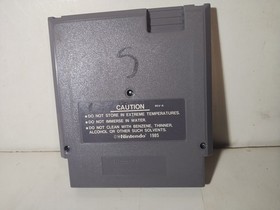 S
CAUTION
•DO NOT STORE IN EXTREME TEMPERATURES.
•DO NOT IMMERSE IN WATER.
•DO NOT CLEAN WITH BENZENE, THINNER,
ALCOHOL OR OTHER SUCH SOLVENTS.
Nintendo 1985